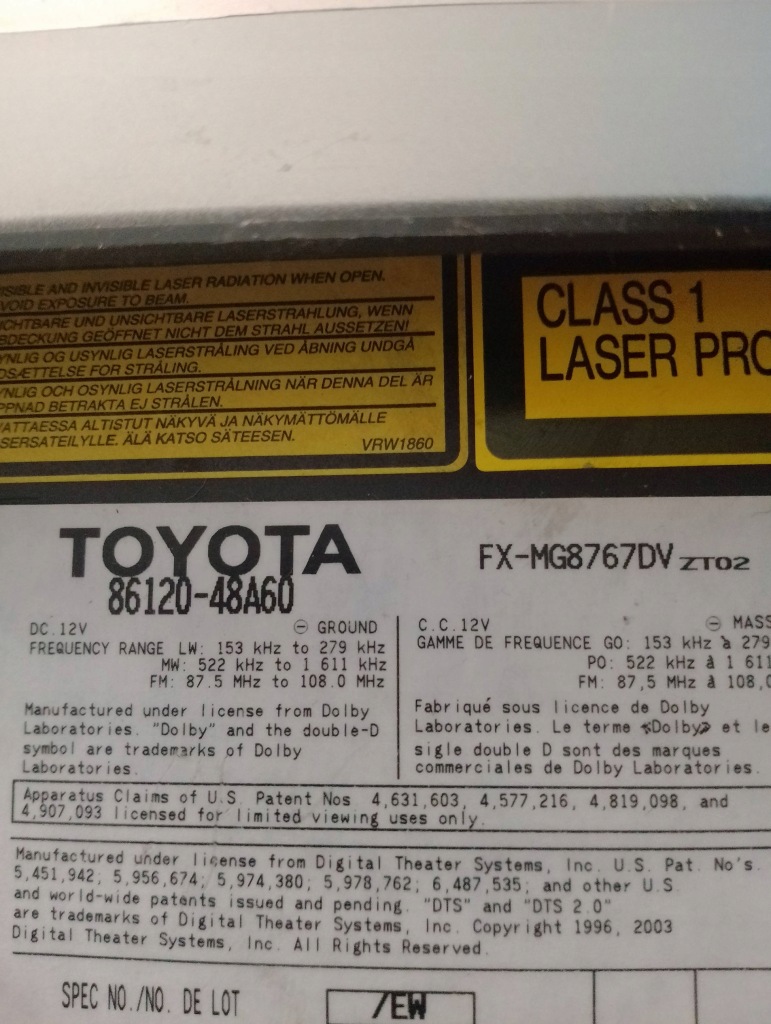 ISIBLE AND INVISIBLE LASER RADIATION WHEN OPEN.
VOID EXPOSURE TO BEAM.
ICHTBARE UND UNSICHTBARE LASERSTRAHLUNG, WENN
BDECKUNG GEÖFFNET NICHT DEM STRAHL AUSSETZEN!
YNLIG OG USYNLIG LASERSTRÅLING VED ÅBNING UNDGÅ
DSÆTTELSE FOR STRÅLING.
YNLIG OCH OSYNLIG LASERSTRÅLNING NÄR DENNA DEL ÄR
PPNAD BETRAKTA EJ STRÅLEN.
ATTAESSA ALTISTUT NÄKYVÄ JA NÄKYMÄTTÖMÄLLE
SERSATEILYLLE. ÄLÄ KATSO SÄTEESEN.
VRW1860
CLASS 1
LASER PRO
TOYOTA
86120-48A60
FX-MG8767DV ZT02
DC.12V ⊖ GROUND
FREQUENCY RANGE LW: 153 kHz to 279 kHz
MW: 522 kHz to 1 611 kHz
FM: 87.5 MHz to 108.0 MHz
Manufactured under license from Dolby
Laboratories. "Dolby" and the double-D
symbol are trademarks of Dolby
Laboratories.
C.C.12V ⊖ MASS
GAMME DE FREQUENCE GO: 153 kHz à 279
PO: 522 kHz à 1 611
FM: 87,5 MHz à 108,0
Fabriqué sous licence de Dolby
Laboratories. Le terme «Dolby» et le
sigle double D sont des marques
commerciales de Dolby Laboratories.
Apparatus Claims of U.S. Patent Nos 4,631,603, 4,577,216, 4,819,098, and
4,907,093 licensed for limited viewing uses only.
Manufactured under license from Digital Theater Systems, Inc. U.S. Pat. No's.
5,451,942; 5,956,674; 5,974,380; 5,978,762; 6,487,535; and other U.S.
and world-wide patents issued and pending. "DTS" and "DTS 2.0"
are trademarks of Digital Theater Systems, Inc. Copyright 1996, 2003
Digital Theater Systems, Inc. All Rights Reserved.
SPEC NO./NO. DE LOT
/EW